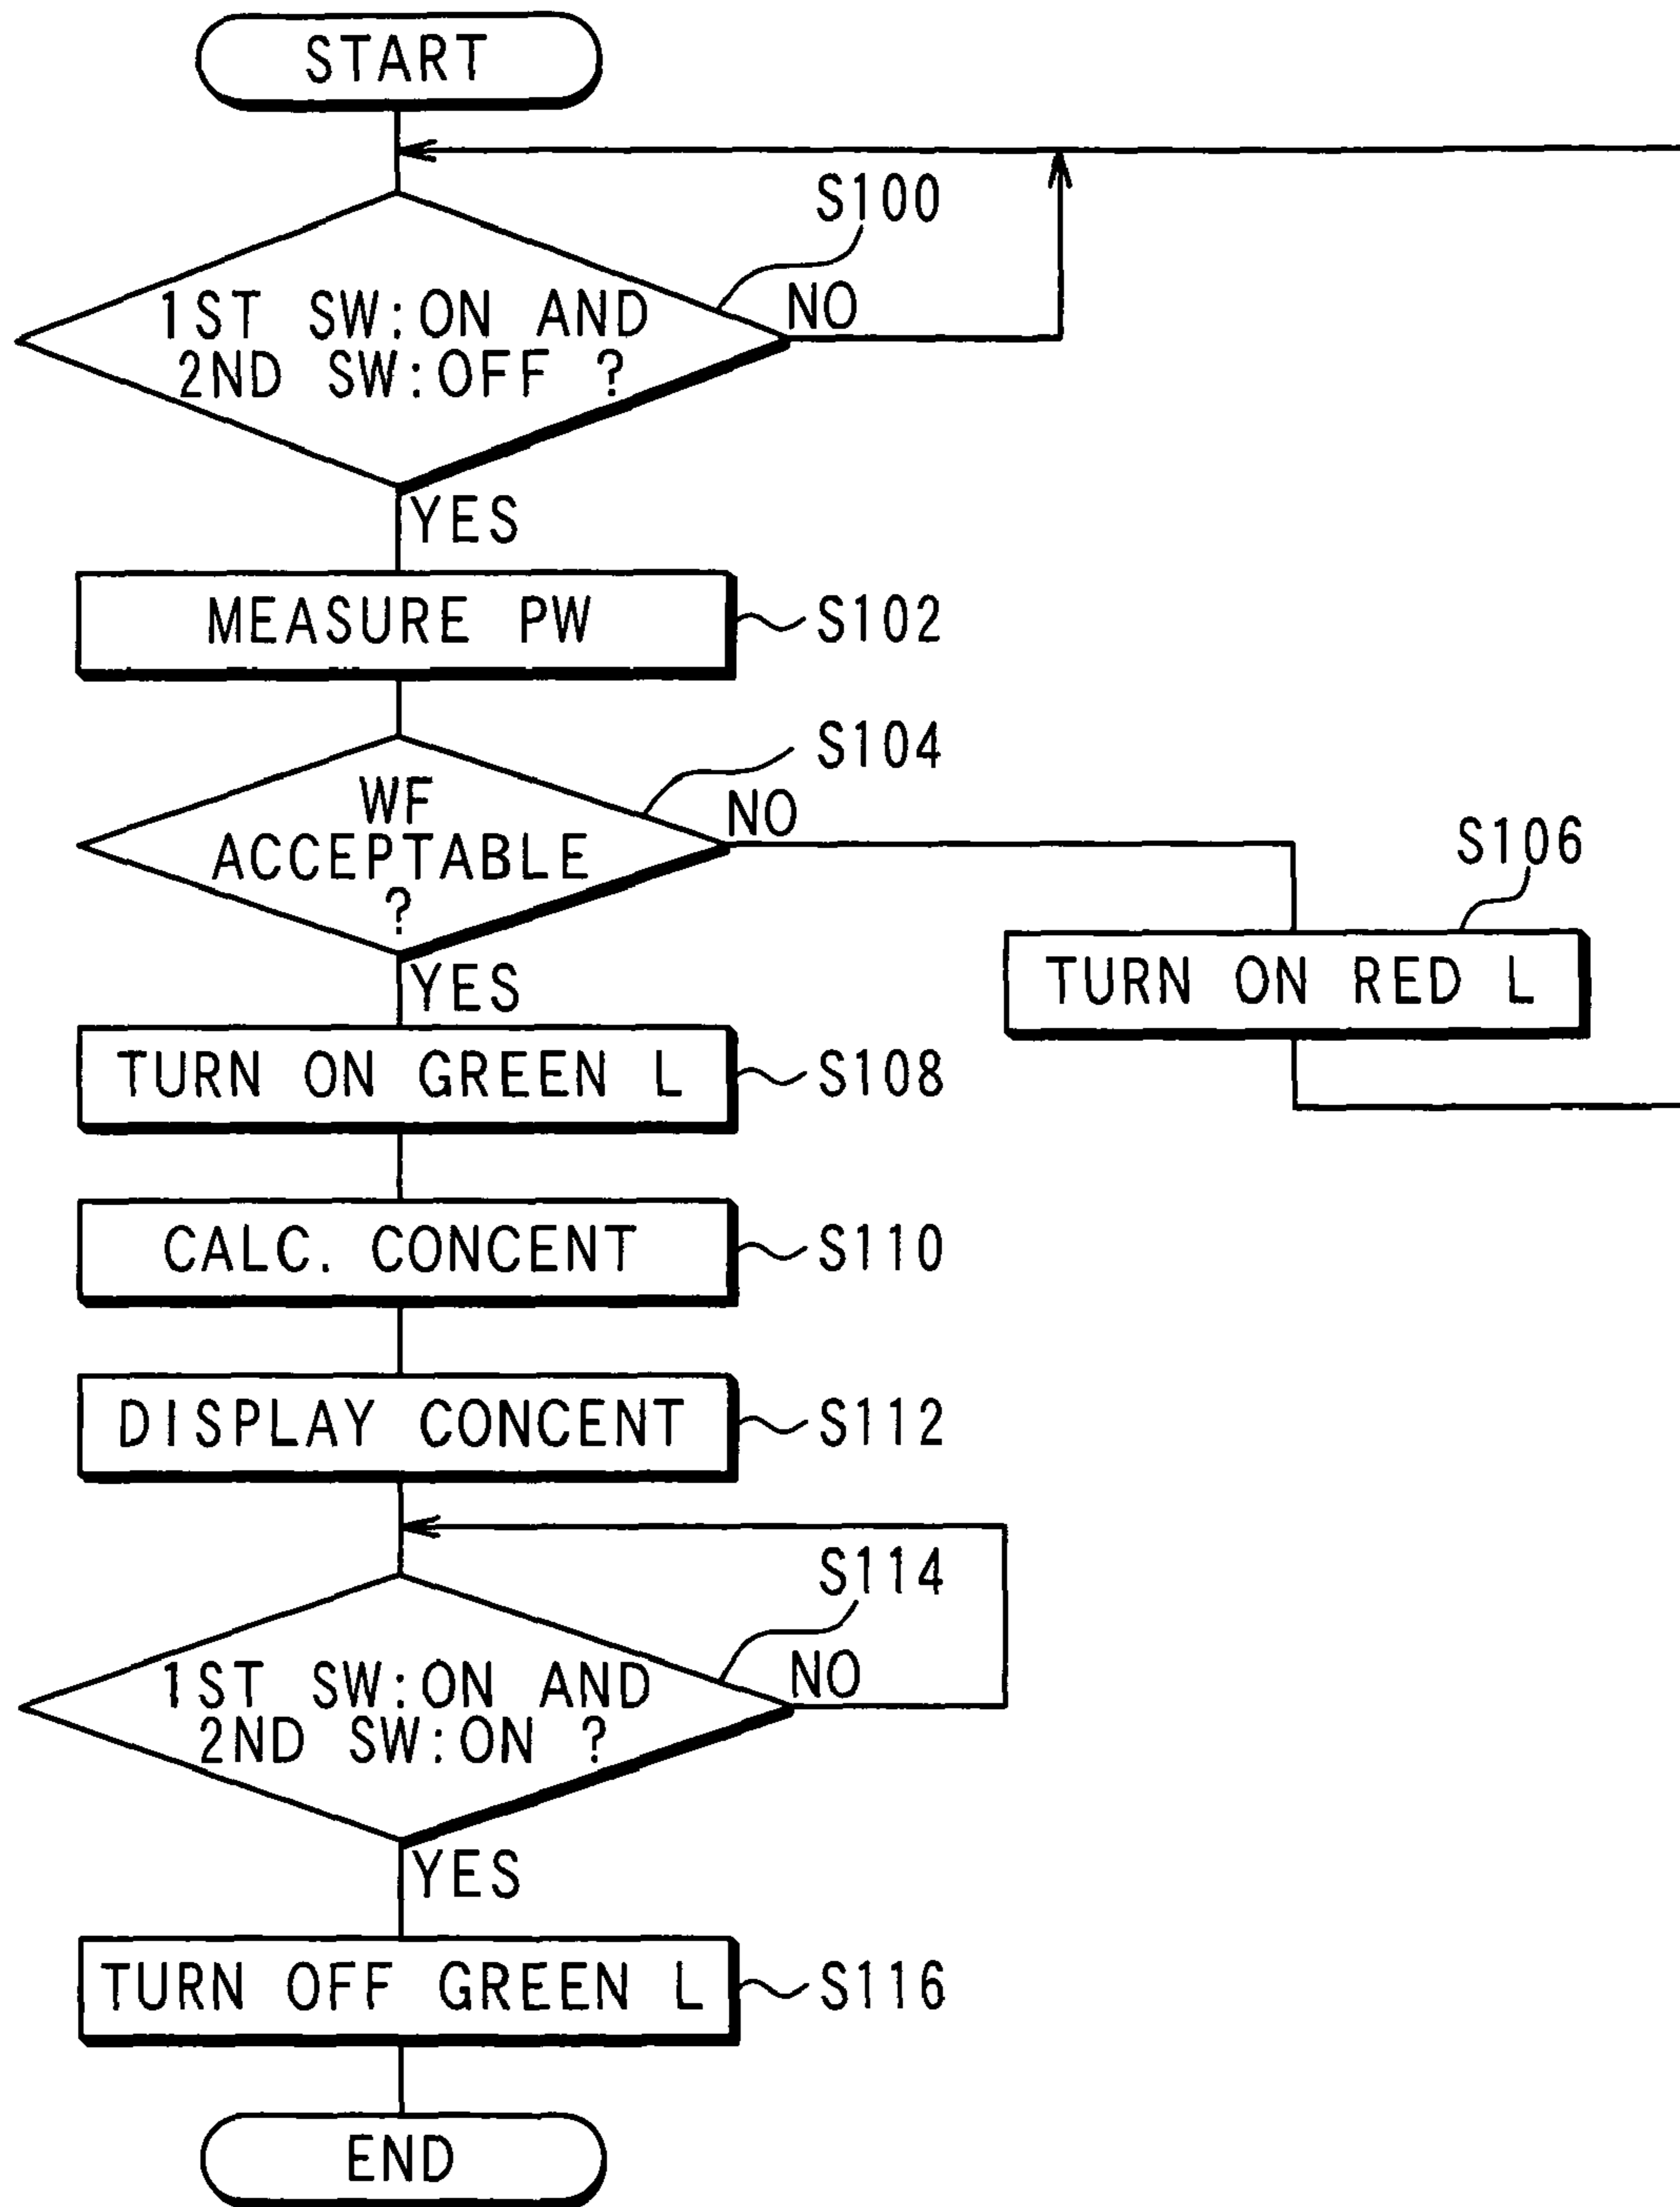 START
S100
1ST SW:ON AND
2ND SW:OFF ?
NO
YES
MEASURE PW
S102
S104
WF
ACCEPTABLE
?
NO
YES
S106
TURN ON RED L
TURN ON GREEN L
S108
CALC. CONCENT
S110
DISPLAY CONCENT
S112
S114
1ST SW:ON AND
2ND SW:ON ?
NO
YES
TURN OFF GREEN L
S116
END